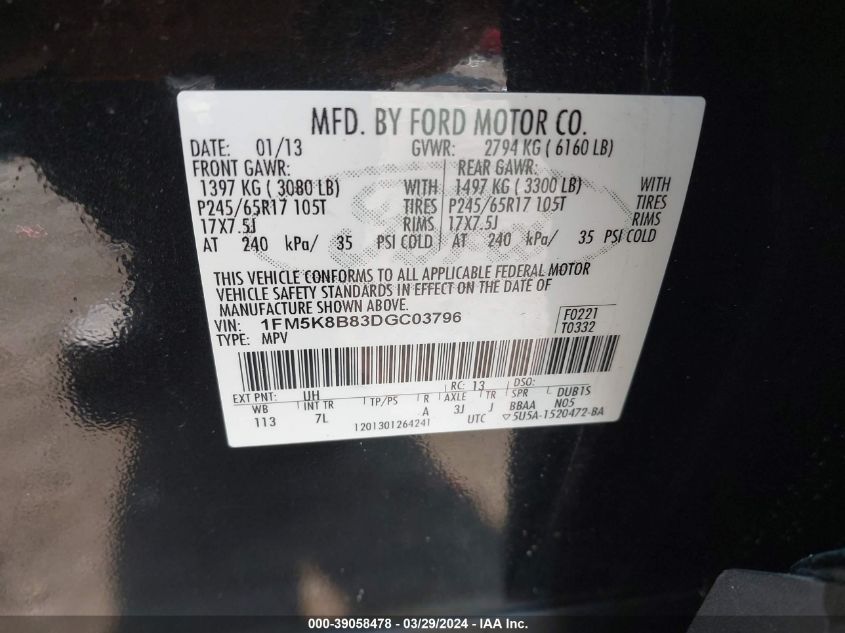 MFD. BY FORD MOTOR CO.
DATE: 01/13 GVWR: 2794 KG ( 6160 LB)
FRONT GAWR: REAR GAWR:
1397 KG ( 3080 LB) WITH 1497 KG ( 3300 LB) WITH
P245/65R17 105T TIRES P245/65R17 105T TIRES
17X7.5J RIMS 17X7.5J RIMS
AT 240 kPa/ 35 PSI COLD AT 240 kPa/ 35 PSI COLD
THIS VEHICLE CONFORMS TO ALL APPLICABLE FEDERAL MOTOR
VEHICLE SAFETY STANDARDS IN EFFECT ON THE DATE OF
MANUFACTURE SHOWN ABOVE.
VIN: 1FM5K8B83DGC03796 F0221
TYPE: MPV T0332
EXT PNT: UH RC: 13 DSO:
WB INT TR TP/PS R AXLE TR SPR DUB1S
113 7L A 3J J BBAA N05
1201301264241 UTC ▽5U5A-1520472-BA
000-39058478 - 03/29/2024 - IAA Inc.